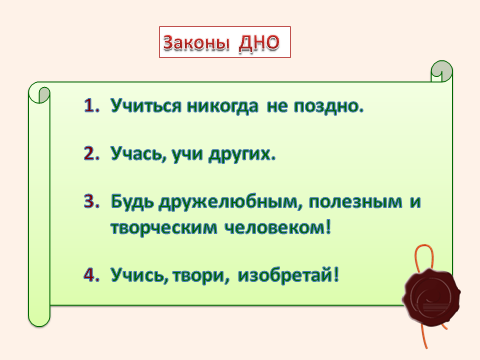 Законы ДНО
1. Учиться никогда не поздно.
2. Учась, учи других.
3. Будь дружелюбным, полезным и
творческим человеком!
4. Учись, твори, изобретай!